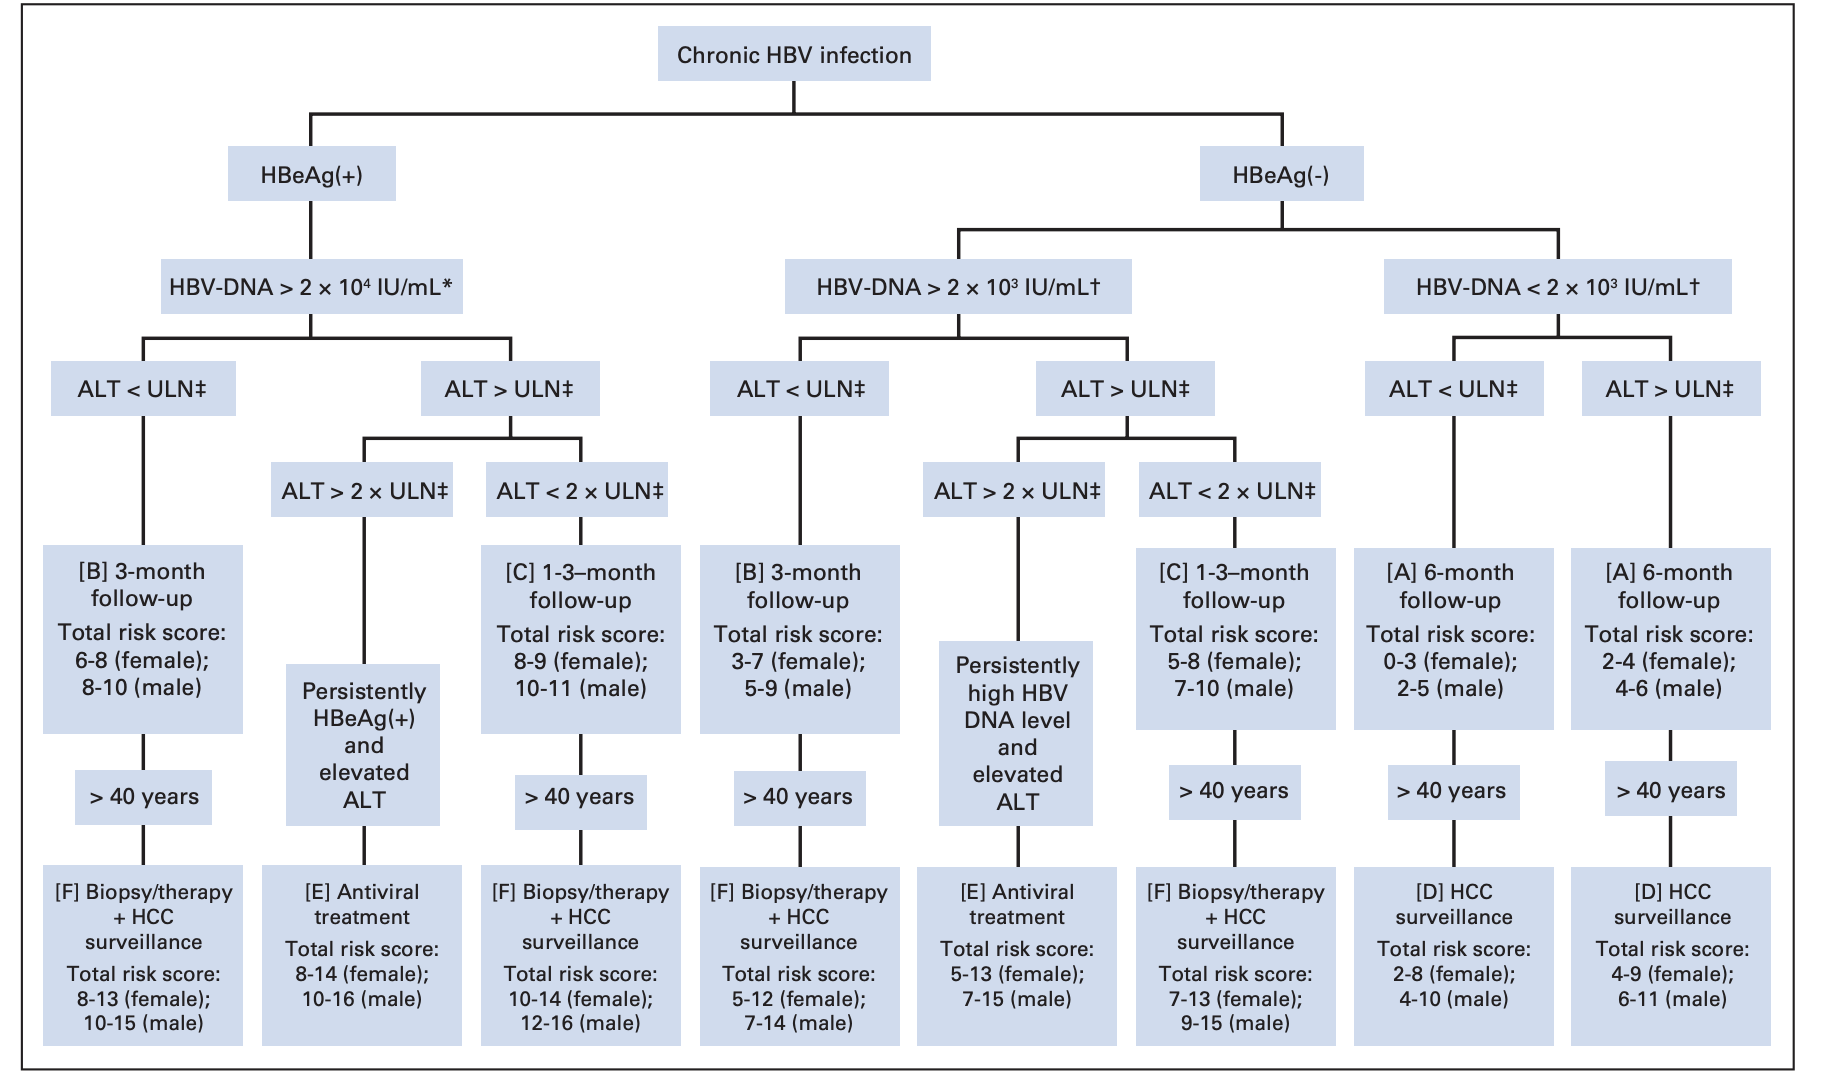 Chronic HBV infection
HBeAg(+)
HBeAg(-)
HBV-DNA > 2 × 10⁴ IU/mL*
HBV-DNA > 2 × 10³ IU/mL†
HBV-DNA < 2 × 10³ IU/mL†
ALT < ULN‡
ALT > ULN‡
ALT < ULN‡
ALT > ULN‡
ALT < ULN‡
ALT > ULN‡
ALT > 2 × ULN‡
ALT < 2 × ULN‡
ALT > 2 × ULN‡
ALT < 2 × ULN‡
[B] 3-month
follow-up
Total risk score:
6-8 (female);
8-10 (male)
[C] 1-3–month
follow-up
Total risk score:
8-9 (female);
10-11 (male)
[B] 3-month
follow-up
Total risk score:
3-7 (female);
5-9 (male)
[C] 1-3–month
follow-up
Total risk score:
5-8 (female);
7-10 (male)
[A] 6-month
follow-up
Total risk score:
0-3 (female);
2-5 (male)
[A] 6-month
follow-up
Total risk score:
2-4 (female);
4-6 (male)
Persistently
HBeAg(+)
and
elevated
ALT
Persistently
high HBV
DNA level
and
elevated
ALT
> 40 years
> 40 years
> 40 years
> 40 years
> 40 years
> 40 years
[F] Biopsy/therapy
+ HCC
surveillance
Total risk score:
8-13 (female);
10-15 (male)
[E] Antiviral
treatment
Total risk score:
8-14 (female);
10-16 (male)
[F] Biopsy/therapy
+ HCC
surveillance
Total risk score:
10-14 (female);
12-16 (male)
[F] Biopsy/therapy
+ HCC
surveillance
Total risk score:
5-12 (female);
7-14 (male)
[E] Antiviral
treatment
Total risk score:
5-13 (female);
7-15 (male)
[F] Biopsy/therapy
+ HCC
surveillance
Total risk score:
7-13 (female);
9-15 (male)
[D] HCC
surveillance
Total risk score:
2-8 (female);
4-10 (male)
[D] HCC
surveillance
Total risk score:
4-9 (female);
6-11 (male)